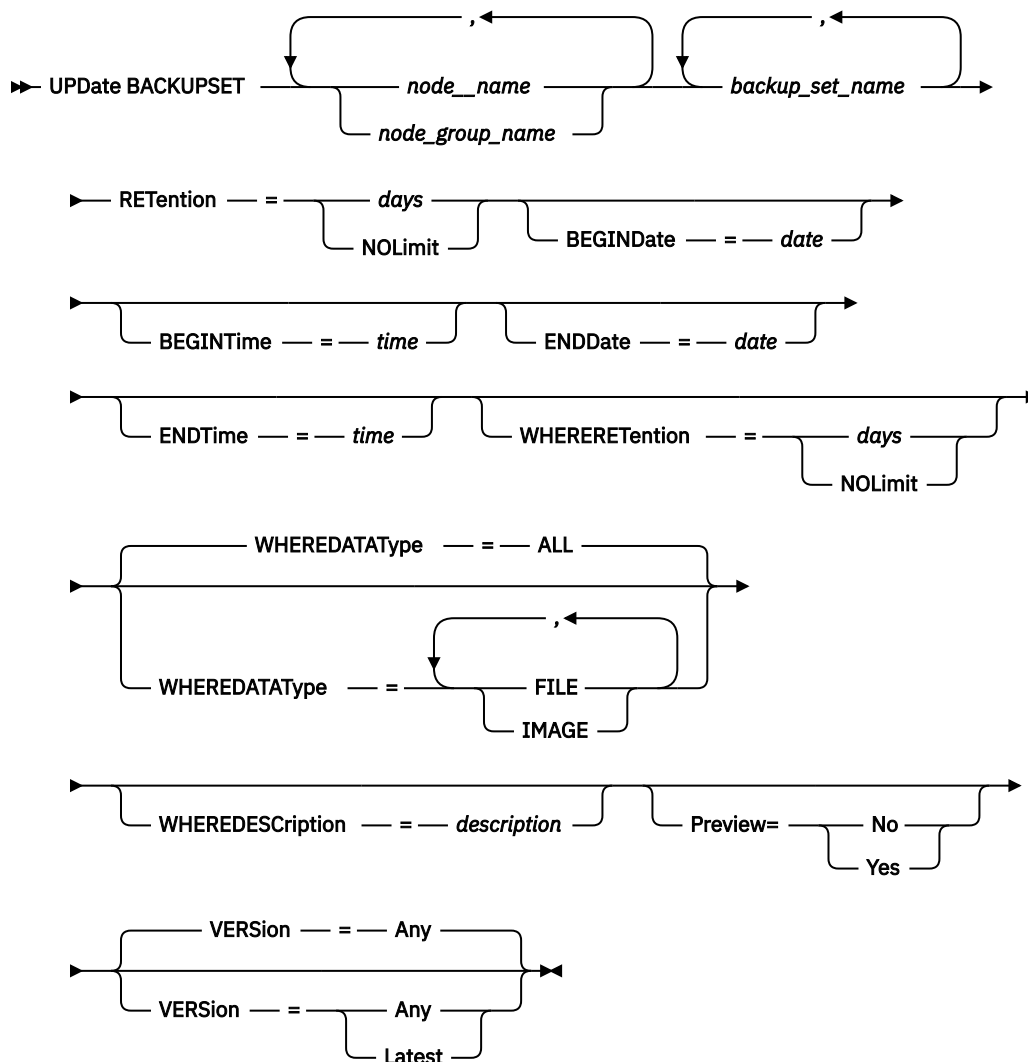 , ,
UPDate BACKUPSET node__name backup_set_name
node_group_name
RETention = days
NOLimit BEGINDate = date
BEGINTime = time ENDDate = date
ENDTime = time WHERERETention = days
NOLimit
WHEREDATAType = ALL
,
WHEREDATAType = FILE
IMAGE
WHEREDESCription = description Preview= No
Yes
VERSion = Any
VERSion = Any
Latest